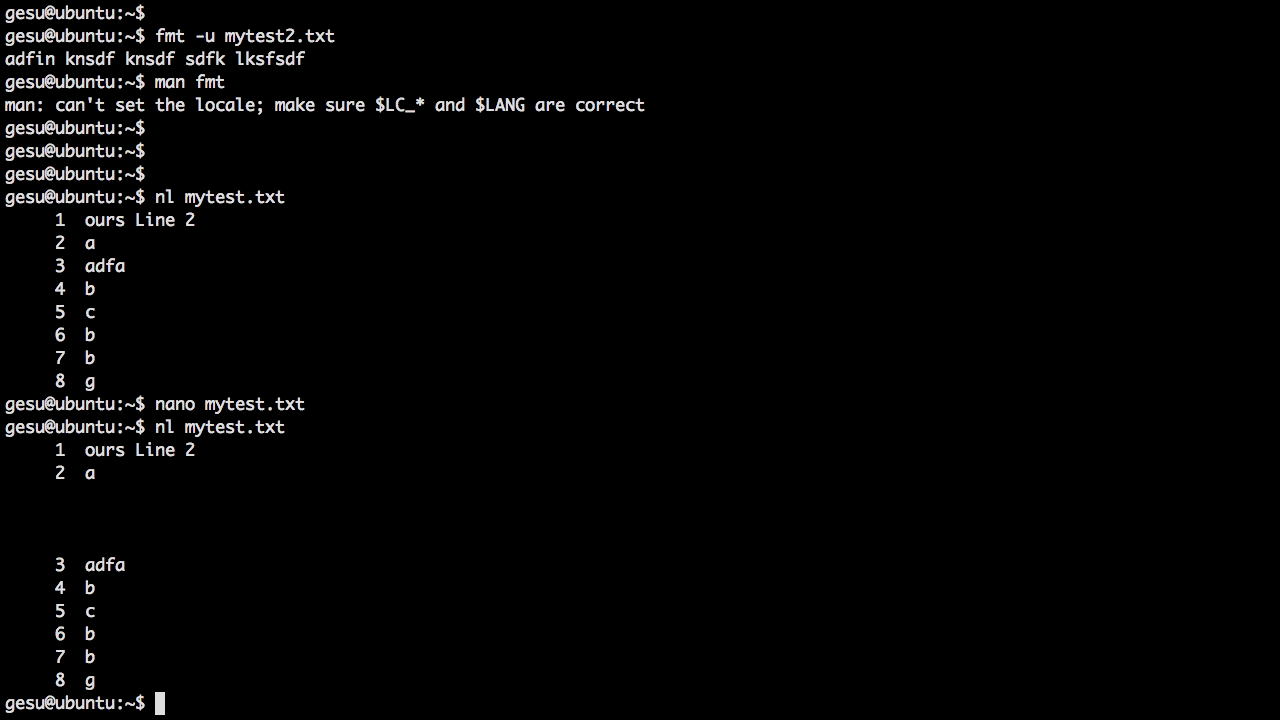 gesu@ubuntu:~$
gesu@ubuntu:~$ fmt -u mytest2.txt
adfin knsdf knsdf sdfk lksfsdf
gesu@ubuntu:~$ man fmt
man: can't set the locale; make sure $LC_* and $LANG are correct
gesu@ubuntu:~$
gesu@ubuntu:~$
gesu@ubuntu:~$
gesu@ubuntu:~$ nl mytest.txt
     1  ours Line 2
     2  a
     3  adfa
     4  b
     5  c
     6  b
     7  b
     8  g
gesu@ubuntu:~$ nano mytest.txt
gesu@ubuntu:~$ nl mytest.txt
     1  ours Line 2
     2  a
     3  adfa
     4  b
     5  c
     6  b
     7  b
     8  g
gesu@ubuntu:~$